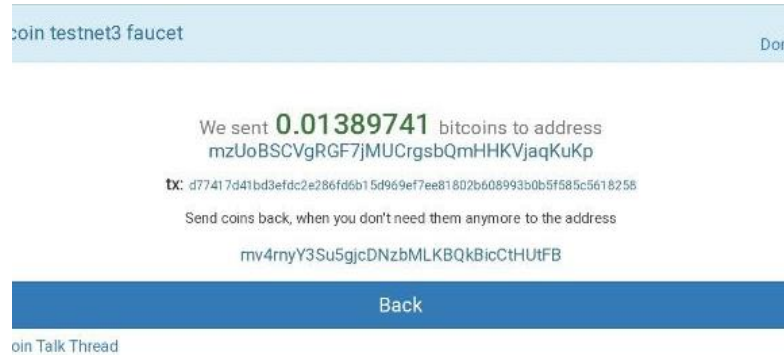 coin testnet3 faucet
Don
We sent 0.01389741 bitcoins to address
mzUoBSCVgRGF7jMUCrgsbQmHHKVjaqKuKp
tx: d77417d41bd3efdc2e286fd6b15d969ef7ee81802b608993b0b5f585c5618258
Send coins back, when you don't need them anymore to the address
mv4rnyY3Su5gjcDNzbMLKBQkBicCtHUtFB
Back
oin Talk Thread